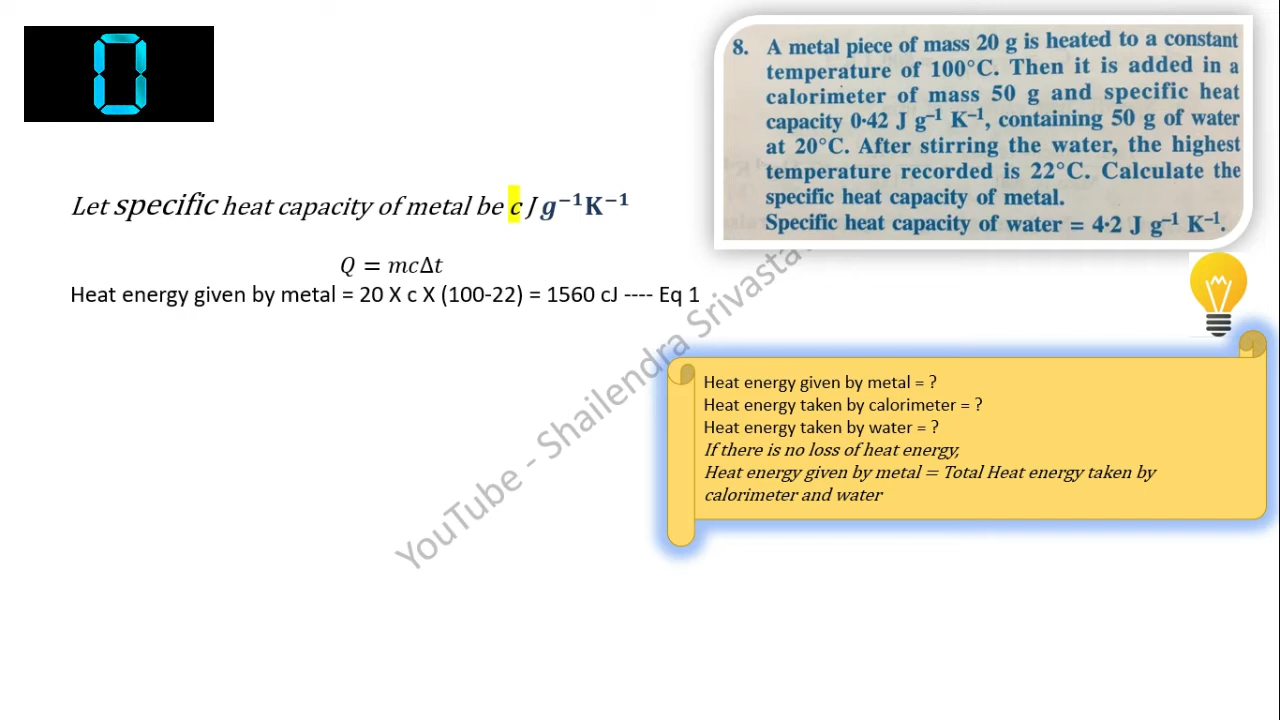 0
8. A metal piece of mass 20 g is heated to a constant
temperature of 100°C. Then it is added in a
calorimeter of mass 50 g and specific heat
capacity 0·42 J g⁻¹ K⁻¹, containing 50 g of water
at 20°C. After stirring the water, the highest
temperature recorded is 22°C. Calculate the
specific heat capacity of metal.
Specific heat capacity of water = 4·2 J g⁻¹ K⁻¹.
Let specific heat capacity of metal be c J g⁻¹K⁻¹
Q = mcΔt
Heat energy given by metal = 20 X c X (100-22) = 1560 cJ ---- Eq 1
Heat energy given by metal = ?
Heat energy taken by calorimeter = ?
Heat energy taken by water = ?
If there is no loss of heat energy,
Heat energy given by metal = Total Heat energy taken by
calorimeter and water
YouTube - Shailendra Srivasta